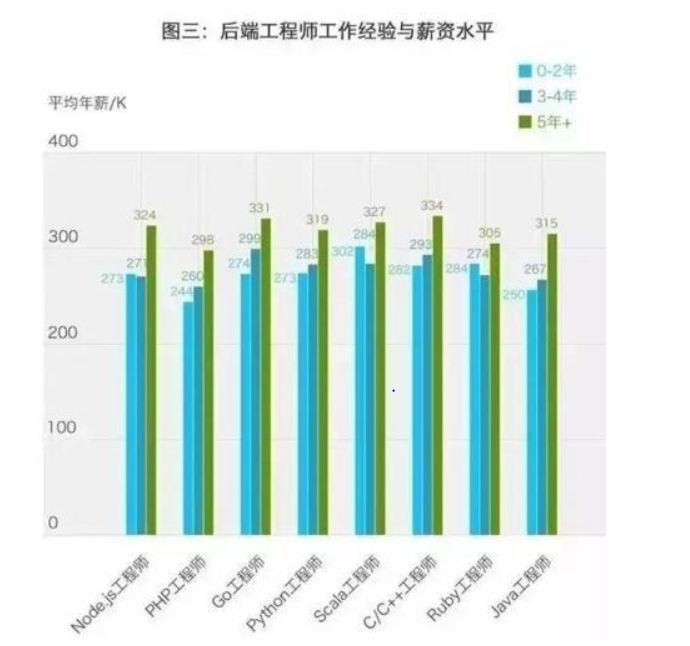 图三：后端工程师工作经验与薪资水平
0-2年
3-4年
5年+
平均年薪/K
400
300
200
100
0
273 271 324
244 260 298
274 299 331
273 283 319
302 284 327
282 293 334
284 274 305
250 267 315
Node.js工程师
PHP工程师
Go工程师
Python工程师
Scala工程师
C/C++工程师
Ruby工程师
Java工程师